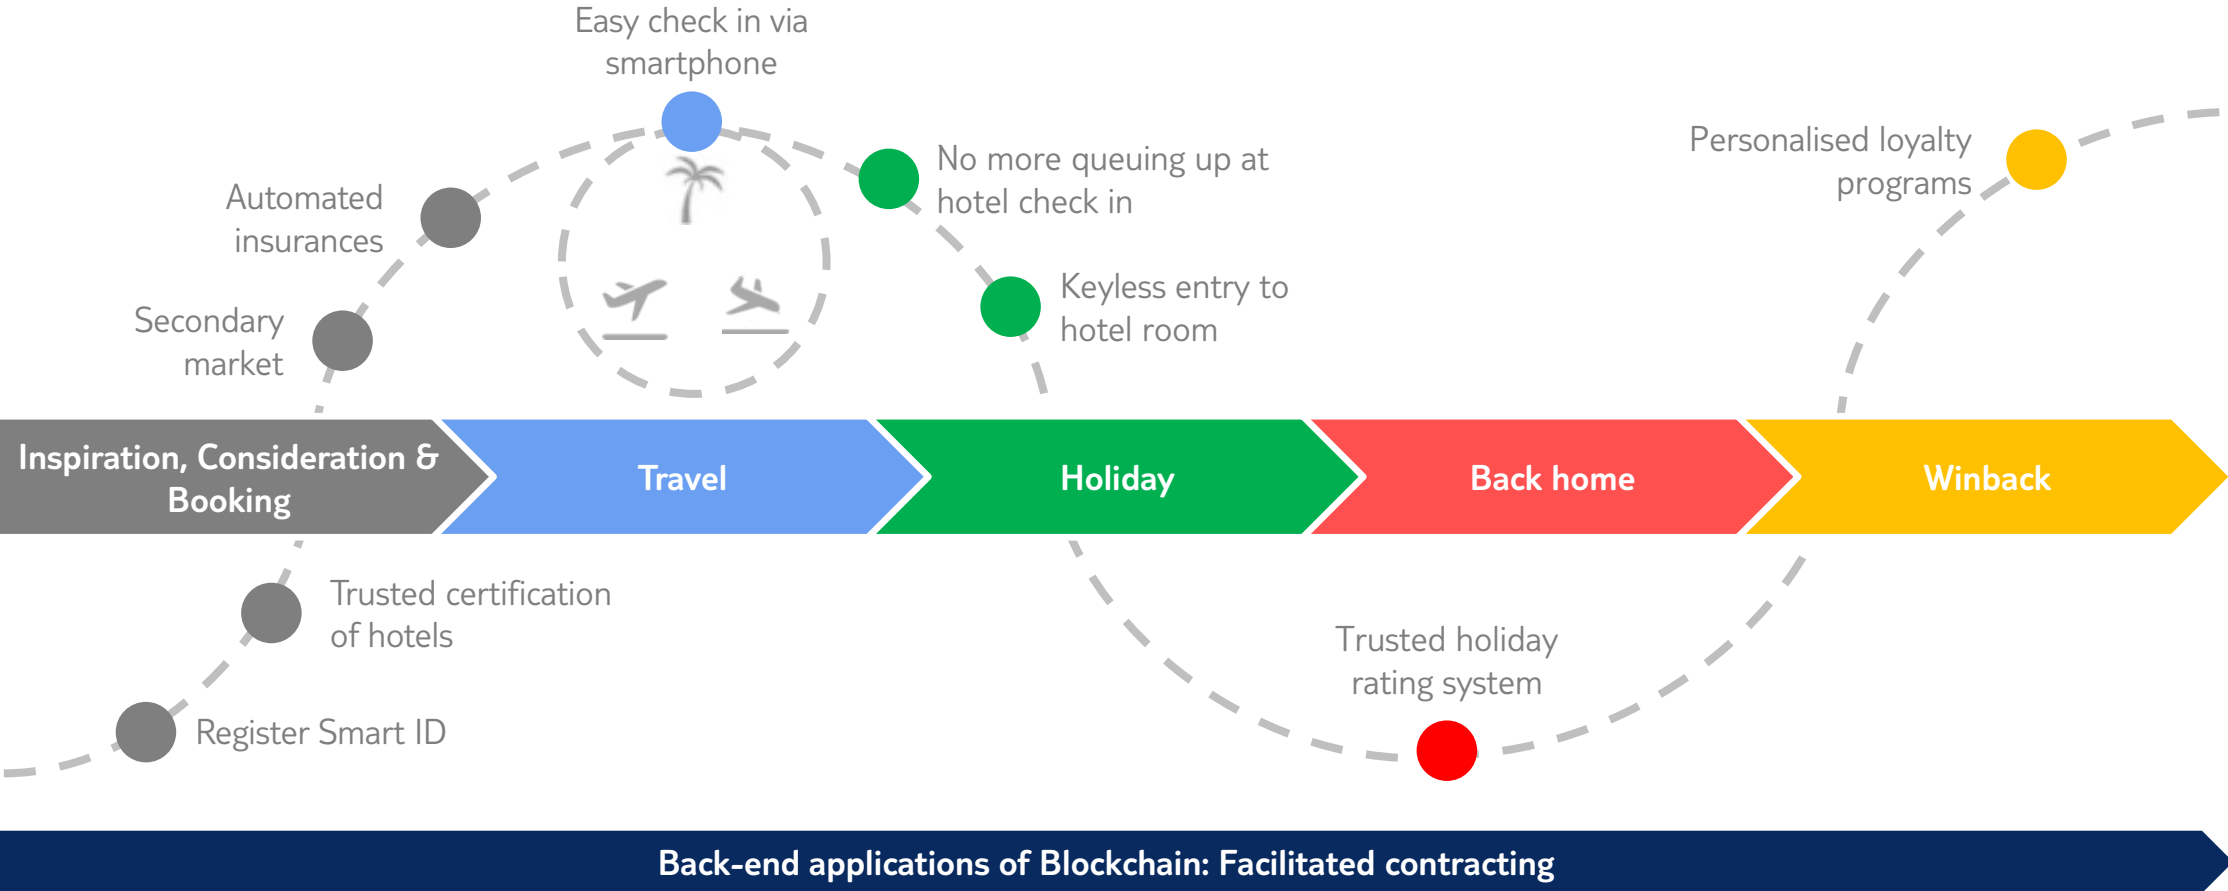 Easy check in via
smartphone
Personalised loyalty
programs
No more queuing up at
hotel check in
Automated
insurances
Keyless entry to
hotel room
Secondary
market
Inspiration, Consideration &
Booking
Travel
Holiday
Back home
Winback
Trusted certification
of hotels
Trusted holiday
rating system
Register Smart ID
Back-end applications of Blockchain: Facilitated contracting